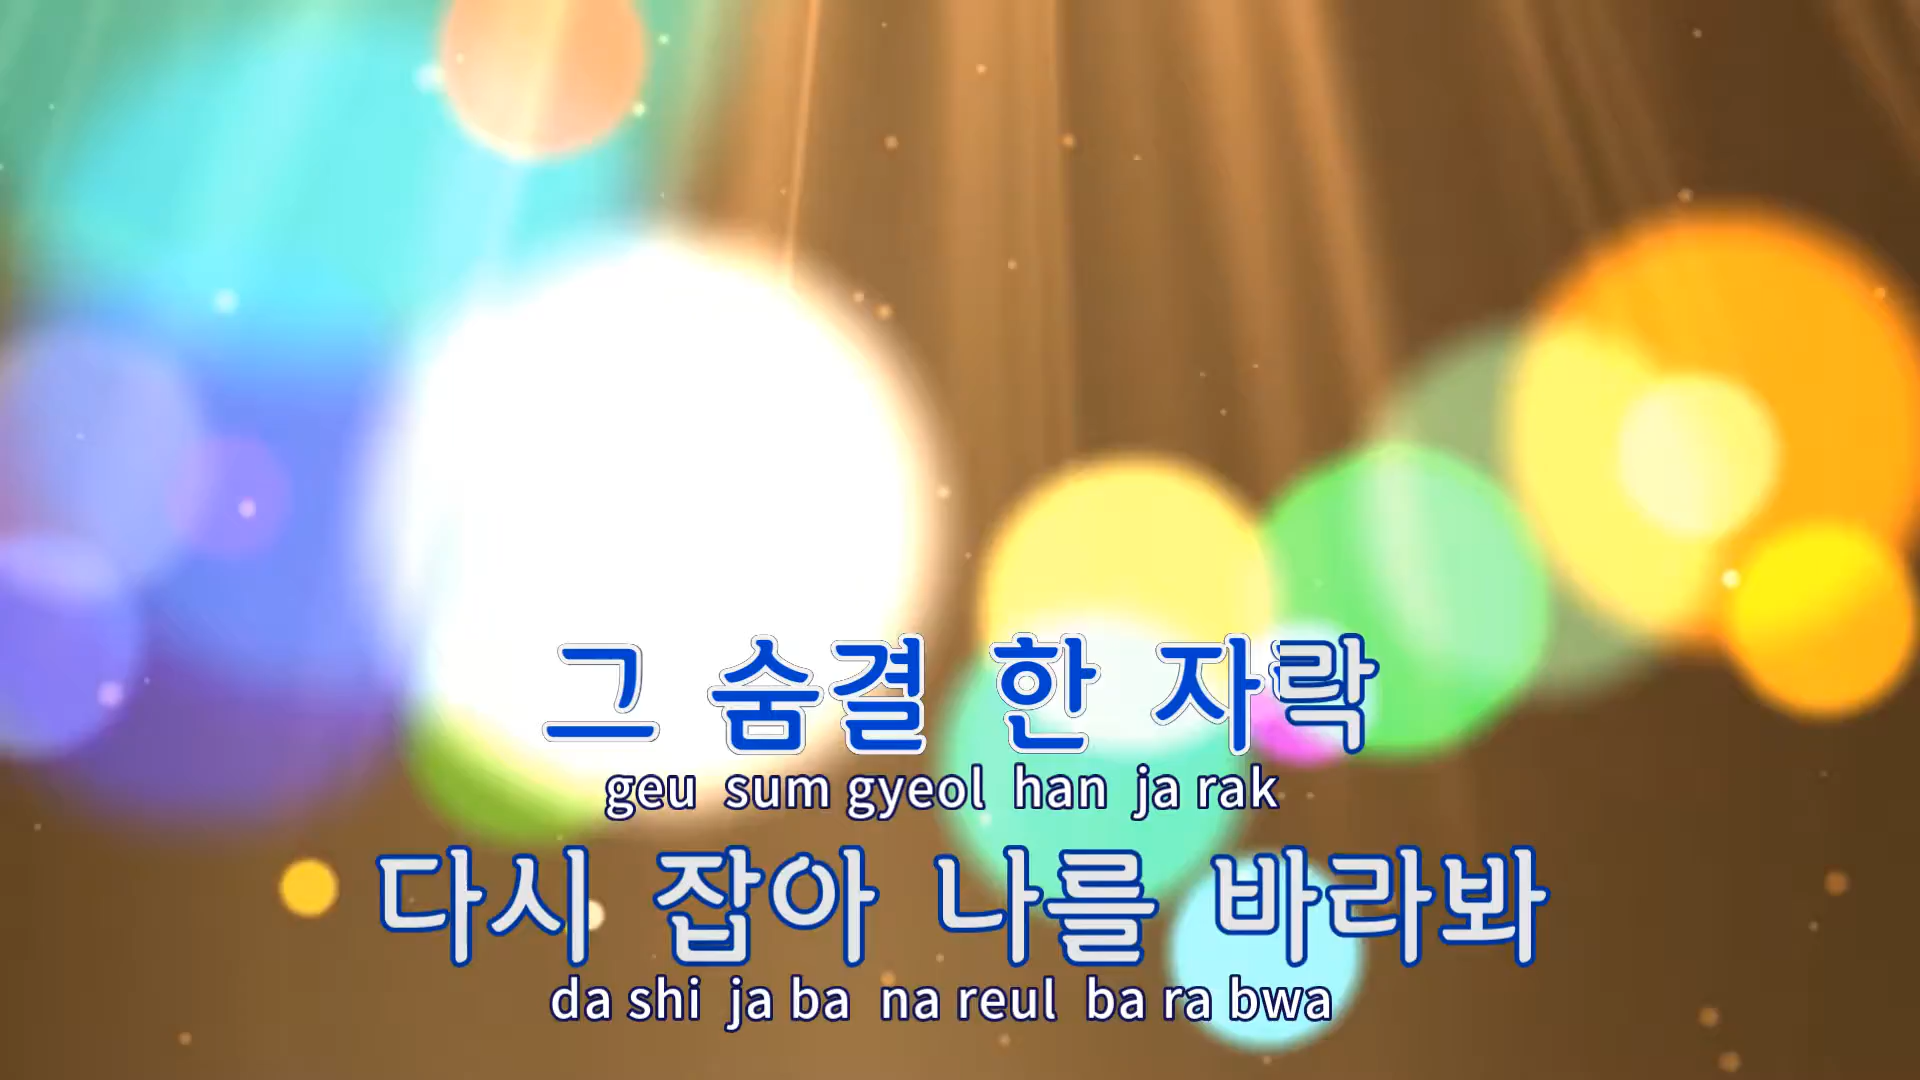 그 숨결 한 자락
geu sum gyeol han ja rak
다시 잡아 나를 바라봐
da shi ja ba na reul ba ra bwa